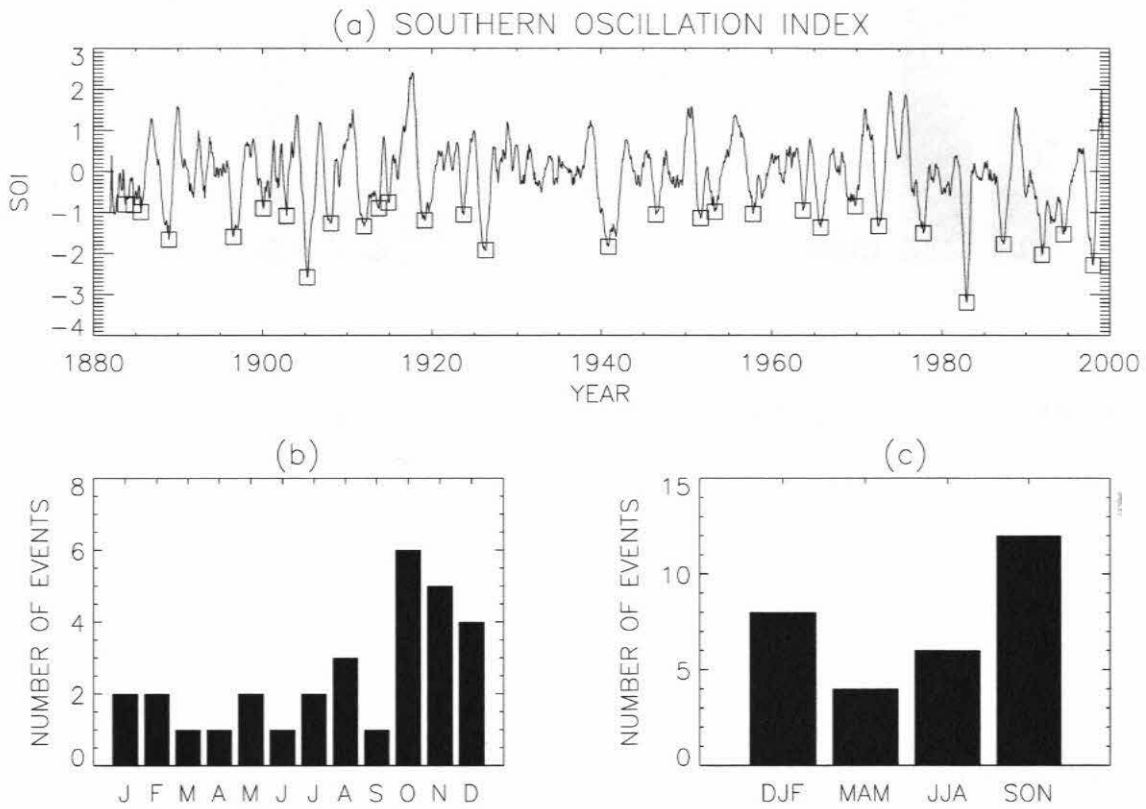 (a) SOUTHERN OSCILLATION INDEX
3
2
1
0
−1
−2
−3
−4
SOI
1880 1900 1920 1940 1960 1980 2000
YEAR
(b)
8
6
4
2
0
NUMBER OF EVENTS
J F M A M J J A S O N D
(c)
15
10
5
0
NUMBER OF EVENTS
DJF MAM JJA SON